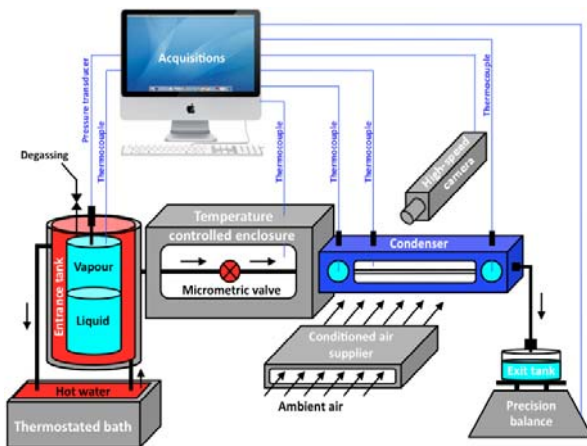 Acquisitions
Pressure transducer
Thermocouple
Thermocouple
Thermocouple
Thermocouple
Thermocouple
Degassing
High-speed
camera
Temperature
controlled enclosure
Micrometric valve
Condenser
Entrance tank
Vapour
Liquid
Conditioned air
supplier
Ambient air
Exit tank
Hot water
Thermostated bath
Precision
balance